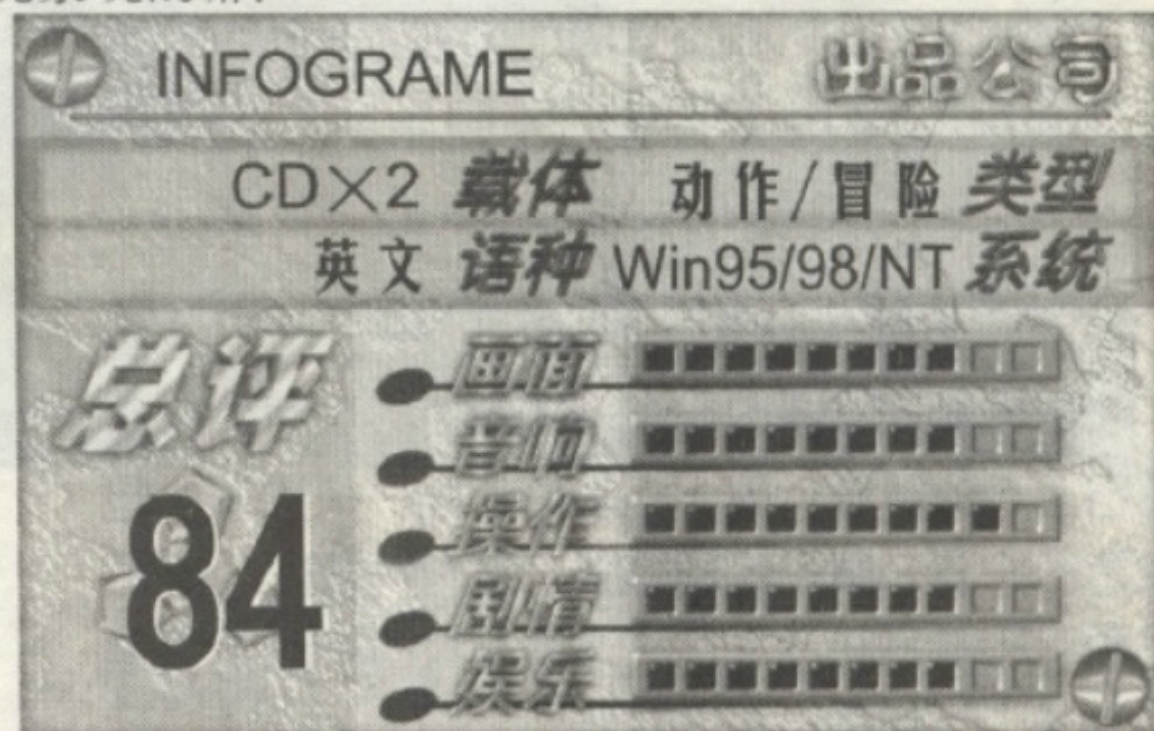 INFOGRAME 出品公司
CD×2 载体 动作/冒险 类型
英文 语种 Win95/98/NT 系统
总评
84
画面
音响
操作
剧情
娱乐